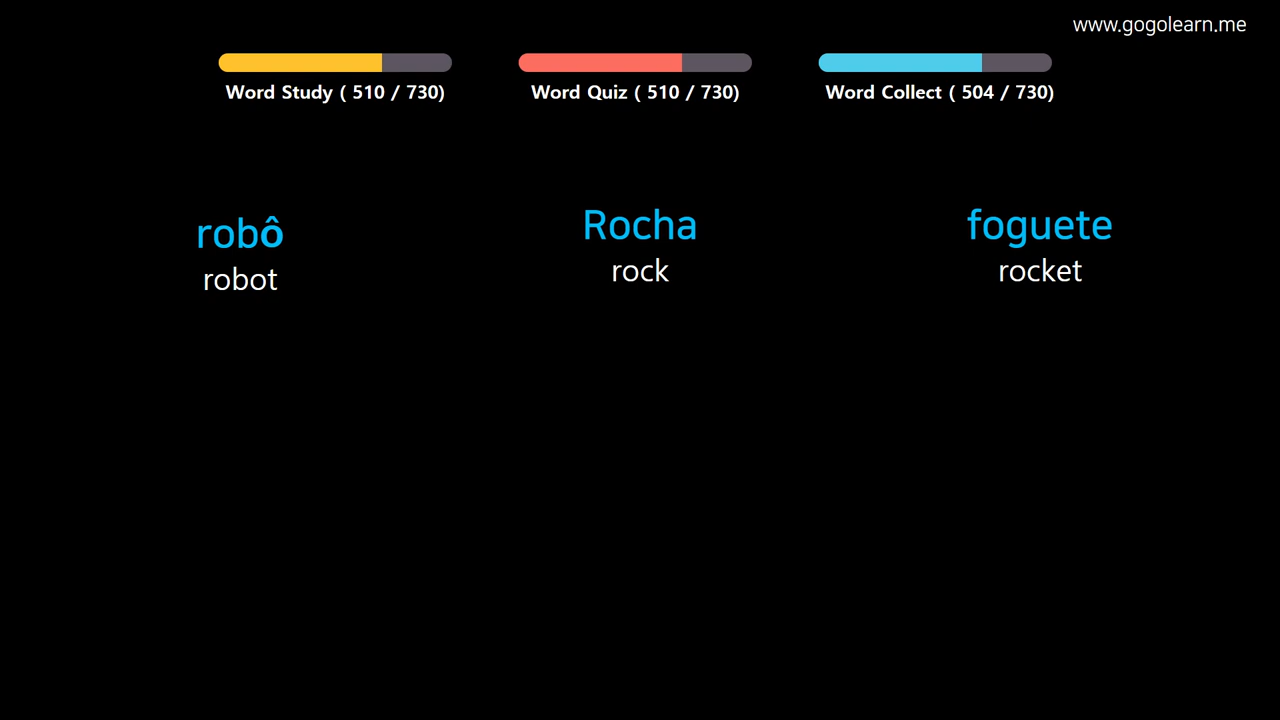 www.gogolearn.me
Word Study ( 510 / 730)
Word Quiz ( 510 / 730)
Word Collect ( 504 / 730)
robô
robot
Rocha
rock
foguete
rocket